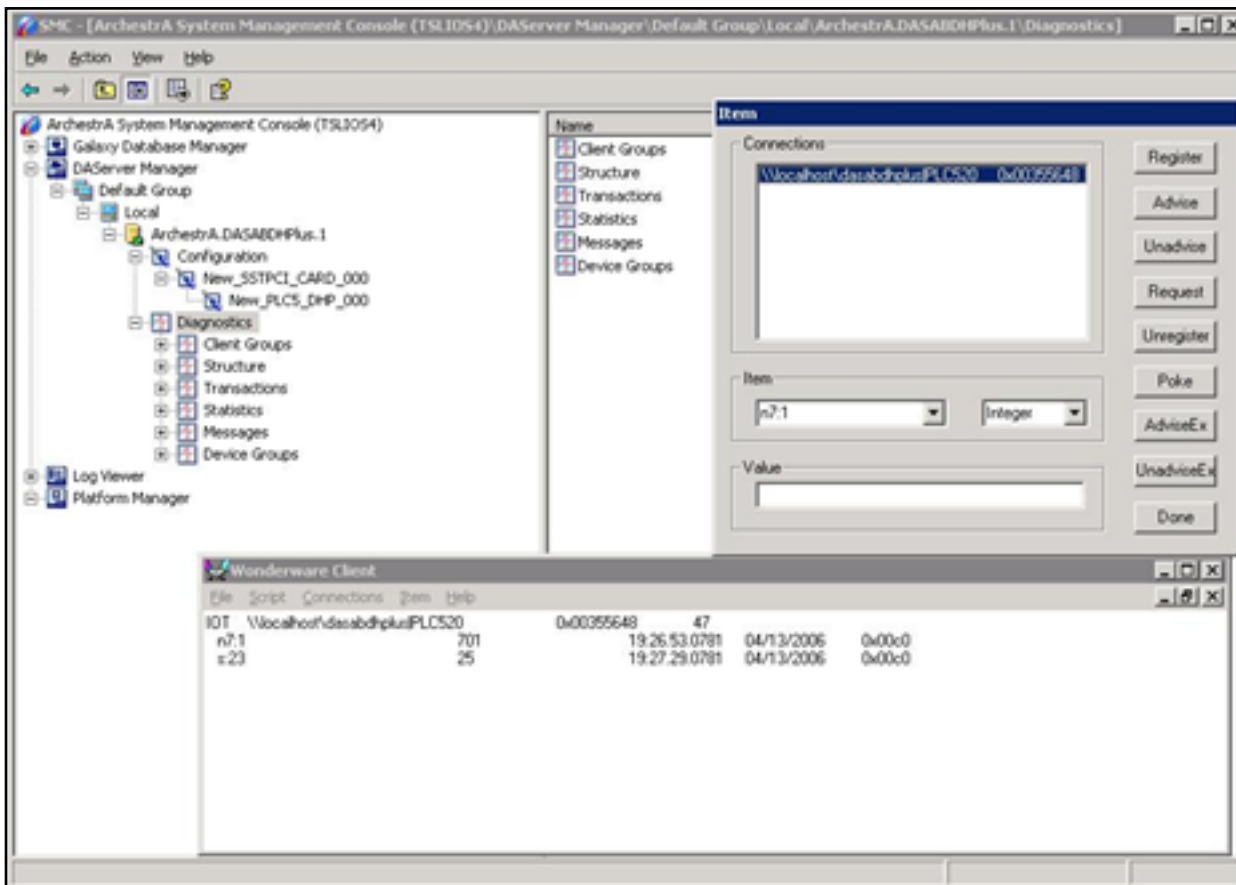 SMC - [ArchestrA System Management Console (TSLIOS4)\DAServer Manager\Default Group\Local\ArchestrA.DASABDHPlus.1\Diagnostics]
File Action View Help
ArchestrA System Management Console (TSLIOS4)
Galaxy Database Manager
DAServer Manager
Default Group
Local
ArchestrA.DASABDHPlus.1
Configuration
New_SSTPCI_CARD_000
New_PLC5_DHP_000
Diagnostics
Client Groups
Structure
Transactions
Statistics
Messages
Device Groups
Log Viewer
Platform Manager
Name
Client Groups
Structure
Transactions
Statistics
Messages
Device Groups
Item
Connections
\\localhost\dasabdhplus|PLC520 0x00355648
Register
Advise
Unadvise
Request
Unregister
Poke
AdviseEx
UnadviseEx
Done
Item
n7:1 Integer
Value
Wonderware Client
File Script Connections Item Help
IOT \\localhost\dasabdhplus|PLC520 0x00355648 47
n7:1 701 19:26:53.0781 04/13/2006 0x00c0
s:23 25 19:27:29.0781 04/13/2006 0x00c0